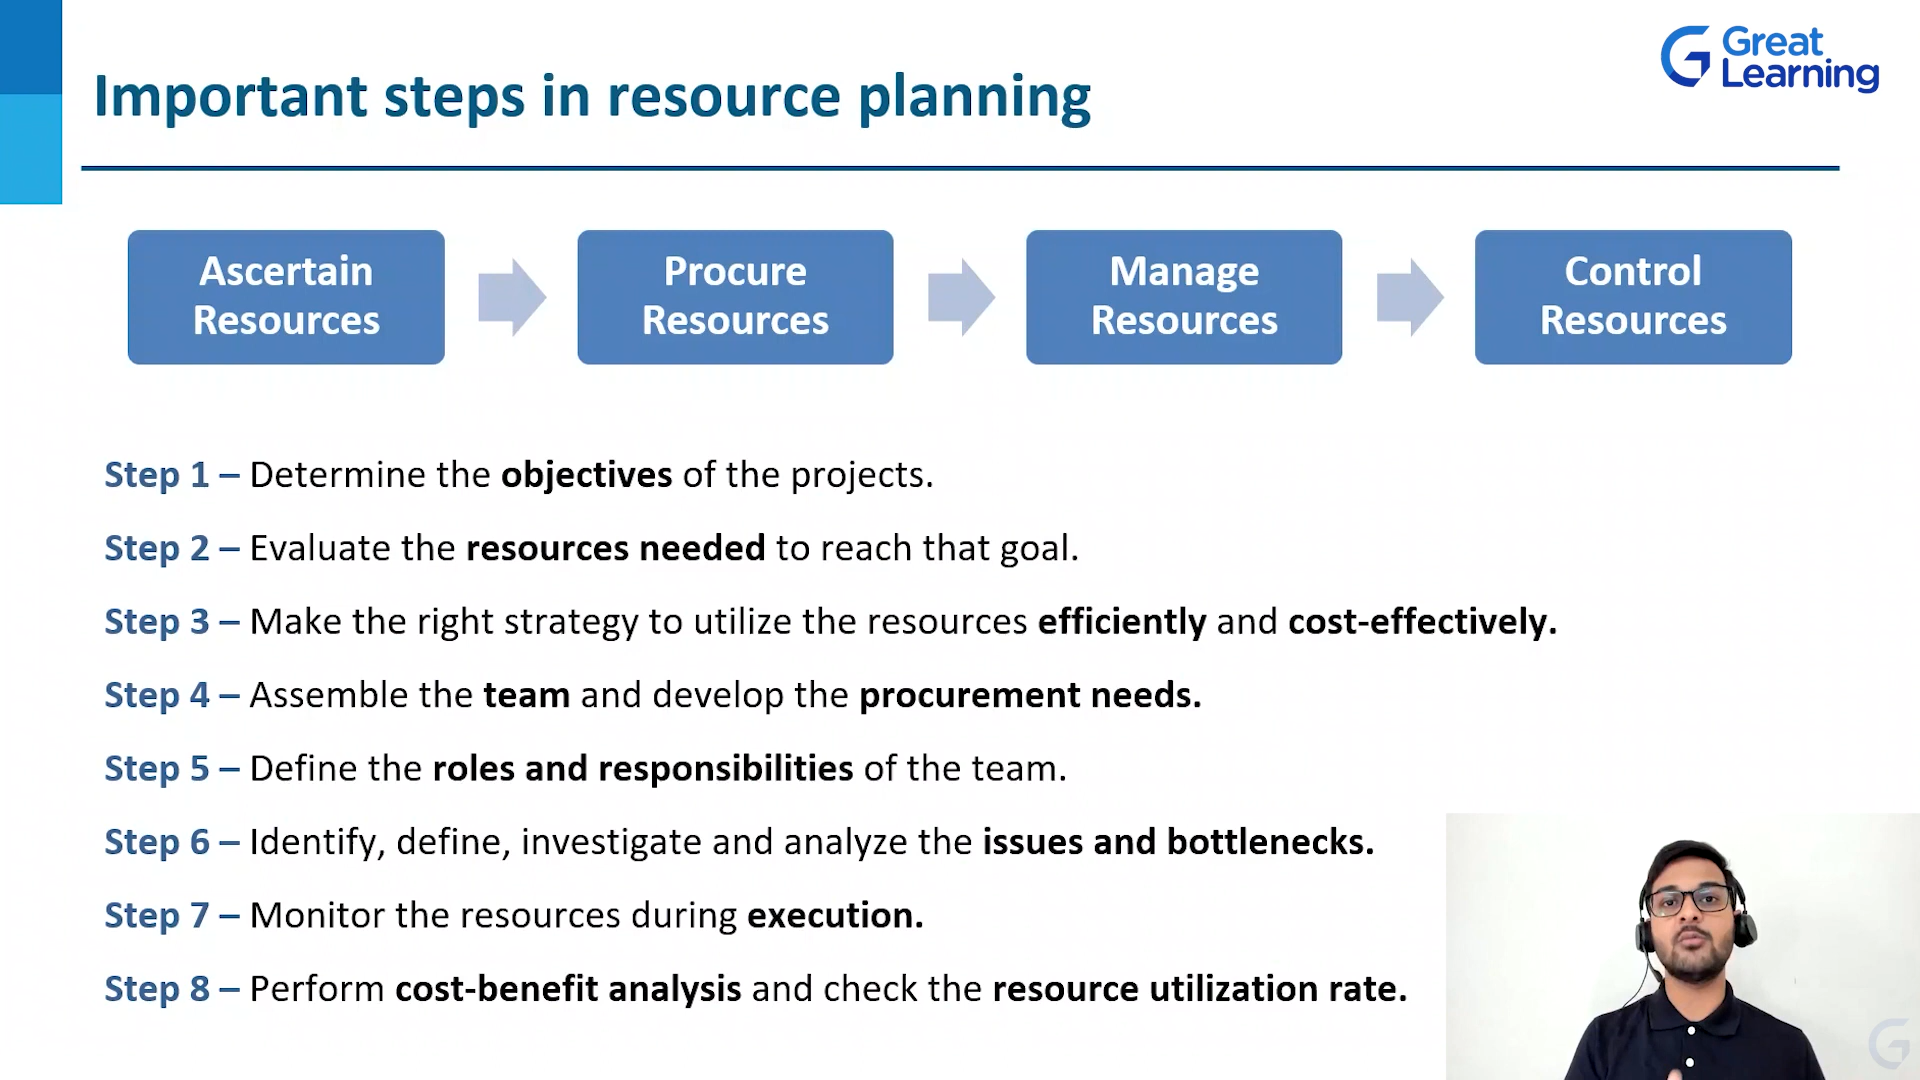 Great
Learning
Important steps in resource planning
Ascertain
Resources
Procure
Resources
Manage
Resources
Control
Resources
Step 1 – Determine the objectives of the projects.
Step 2 – Evaluate the resources needed to reach that goal.
Step 3 – Make the right strategy to utilize the resources efficiently and cost-effectively.
Step 4 – Assemble the team and develop the procurement needs.
Step 5 – Define the roles and responsibilities of the team.
Step 6 – Identify, define, investigate and analyze the issues and bottlenecks.
Step 7 – Monitor the resources during execution.
Step 8 – Perform cost-benefit analysis and check the resource utilization rate.